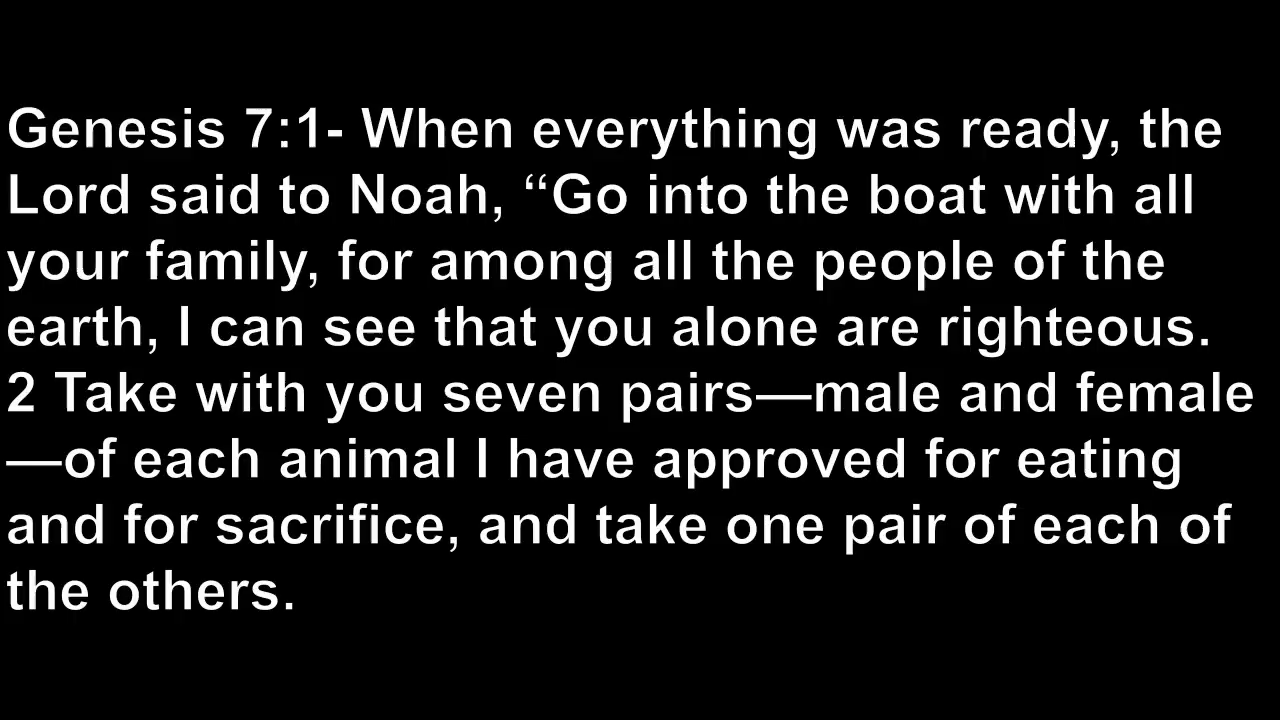 Genesis 7:1- When everything was ready, the
Lord said to Noah, “Go into the boat with all
your family, for among all the people of the
earth, I can see that you alone are righteous.
2 Take with you seven pairs—male and female
—of each animal I have approved for eating
and for sacrifice, and take one pair of each of
the others.